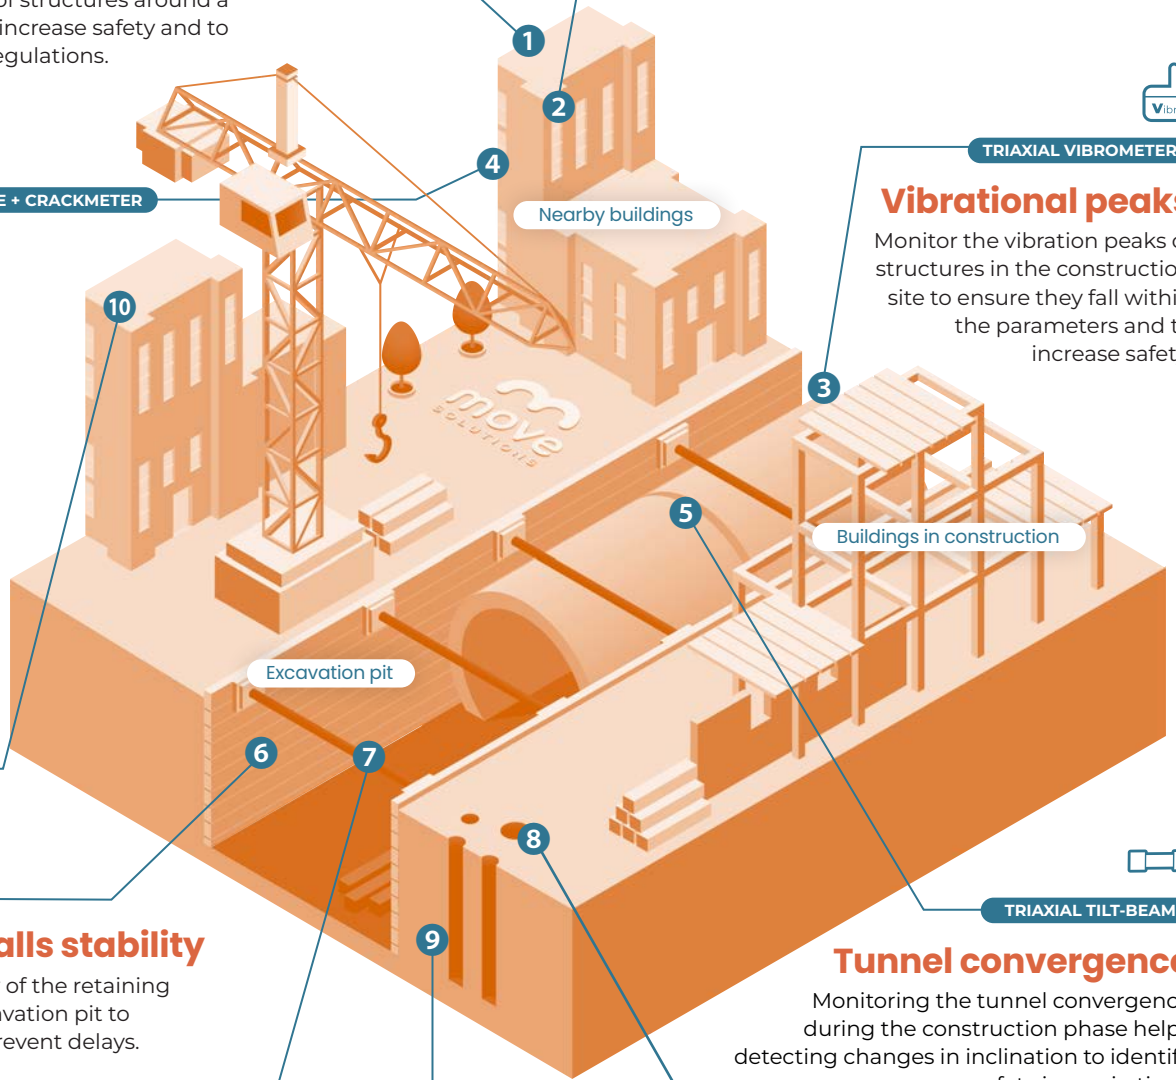 of structures around a
increase safety and to
egulations.
1
2
4
E + CRACKMETER
Nearby buildings
TRIAXIAL VIBROMETER
Vibrational peaks
Monitor the vibration peaks o
structures in the constructio
site to ensure they fall withi
the parameters and t
increase safet
10
3
move
SOLUTIONS
5
Buildings in construction
Excavation pit
6
7
8
9
TRIAXIAL TILT-BEAM
alls stability
of the retaining
avation pit to
revent delays.
Tunnel convergence
Monitoring the tunnel convergenc
during the construction phase help
detecting changes in inclination to identif